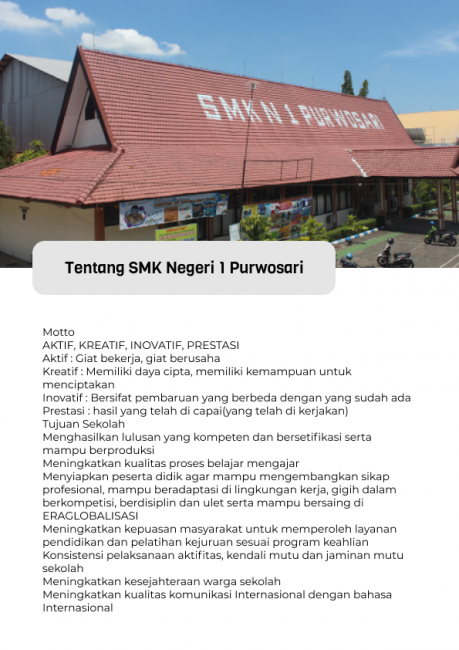 SMK N 1 PURWOSARI
Tentang SMK Negeri 1 Purwosari
Motto
AKTIF, KREATIF, INOVATIF, PRESTASI
Aktif : Giat bekerja, giat berusaha
Kreatif : Memiliki daya cipta, memiliki kemampuan untuk
menciptakan
Inovatif : Bersifat pembaruan yang berbeda dengan yang sudah ada
Prestasi : hasil yang telah di capai(yang telah di kerjakan)
Tujuan Sekolah
Menghasilkan lulusan yang kompeten dan bersetifikasi serta
mampu berproduksi
Meningkatkan kualitas proses belajar mengajar
Menyiapkan peserta didik agar mampu mengembangkan sikap
profesional, mampu beradaptasi di lingkungan kerja, gigih dalam
berkompetisi, berdisiplin dan ulet serta mampu bersaing di
ERAGLOBALISASI
Meningkatkan kepuasan masyarakat untuk memperoleh layanan
pendidikan dan pelatihan kejuruan sesuai program keahlian
Konsistensi pelaksanaan aktifitas, kendali mutu dan jaminan mutu
sekolah
Meningkatkan kesejahteraan warga sekolah
Meningkatkan kualitas komunikasi Internasional dengan bahasa
Internasional